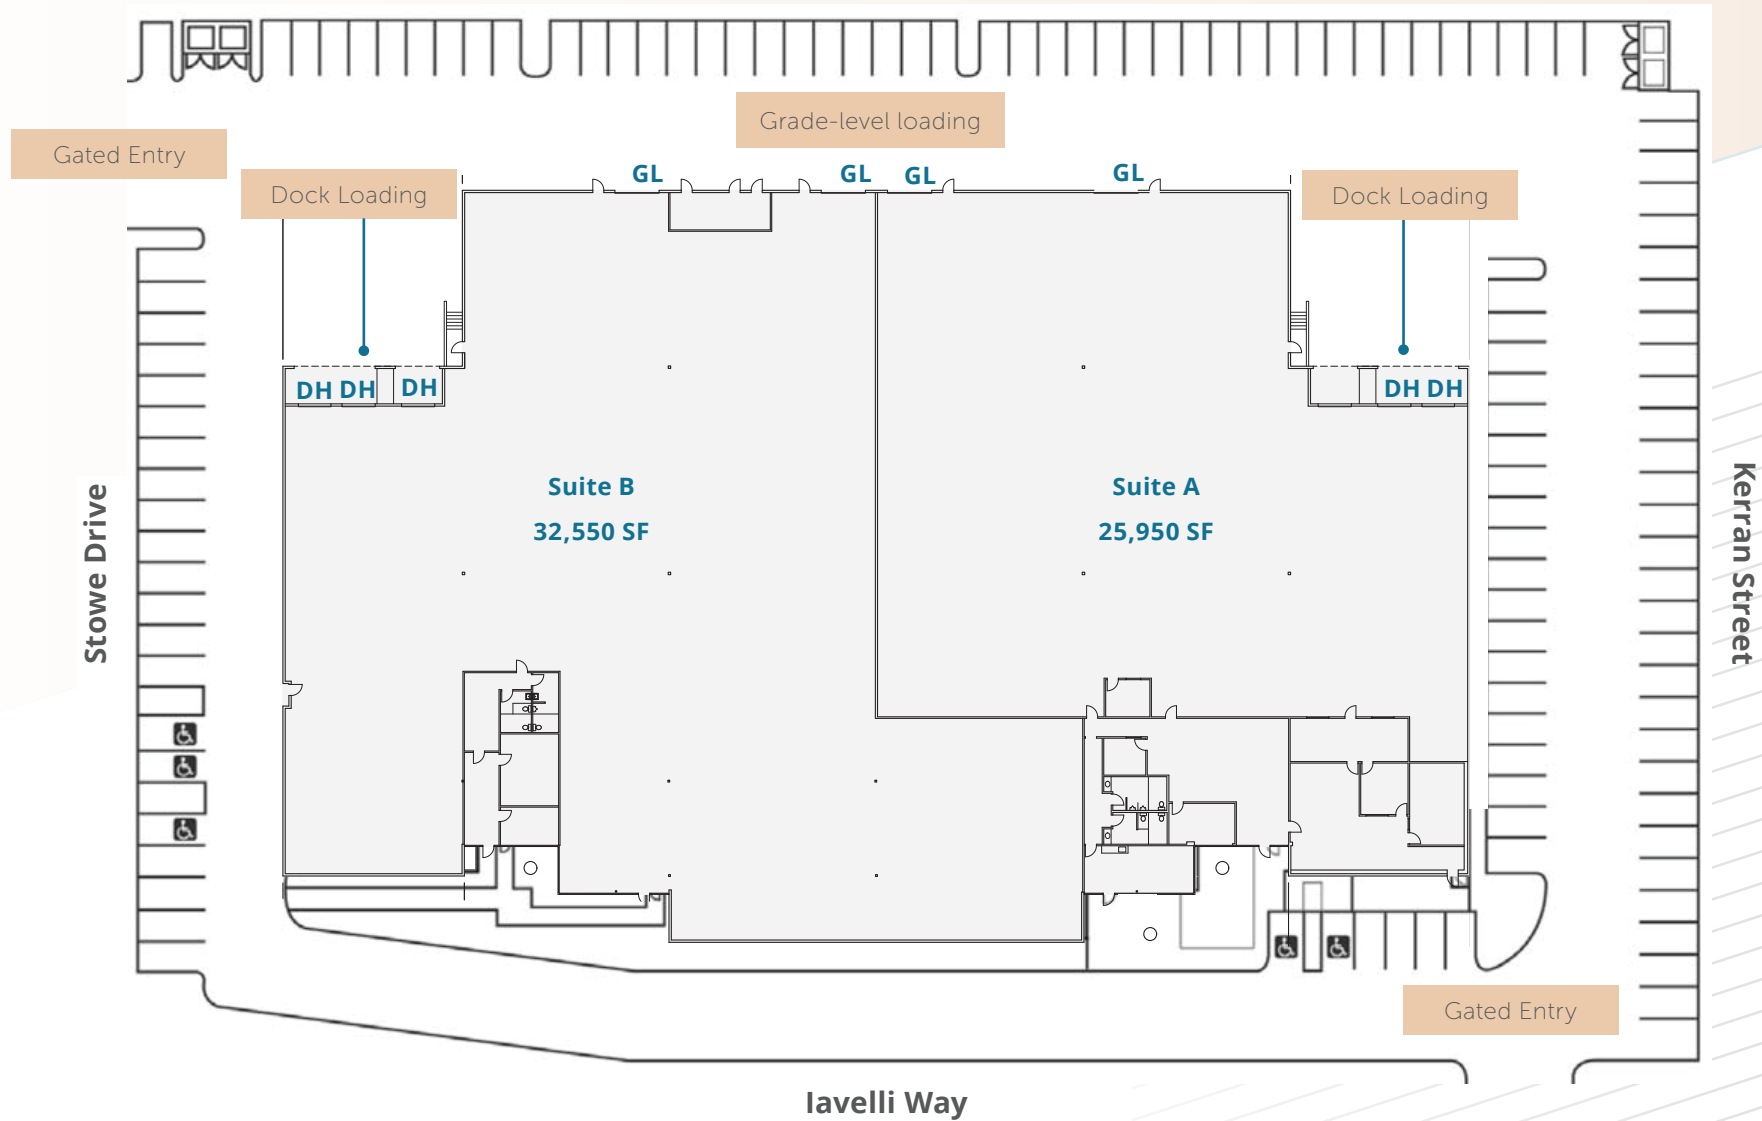 Grade-level loading
Gated Entry
Dock Loading
GL
GL
GL
GL
Dock Loading
DH
DH
DH
DH
DH
Suite B
32,550 SF
Suite A
25,950 SF
Stowe Drive
Kerran Street
Gated Entry
Iavelli Way